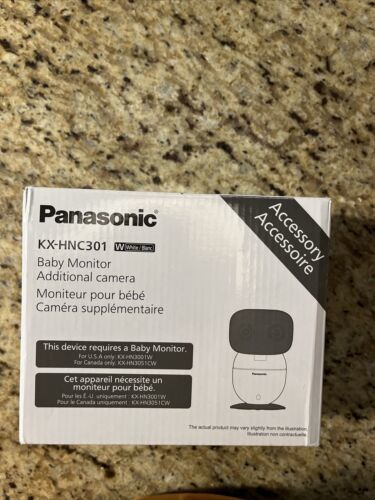 Accessory
Accessoire
Panasonic®
KX-HNC301 W White/Blanc
Baby Monitor
Additional camera
Moniteur pour bébé
Caméra supplémentaire
This device requires a Baby Monitor.
For U.S.A only: KX-HN3001W
For Canada only: KX-HN3051CW
Cet appareil nécessite un
moniteur pour bébé.
Pour les É.-U. uniquement : KX-HN3001W
Pour le Canada uniquement : KX-HN3051CW
Panasonic
The actual product may vary slightly from the illustration.
Illustration non contractuelle.